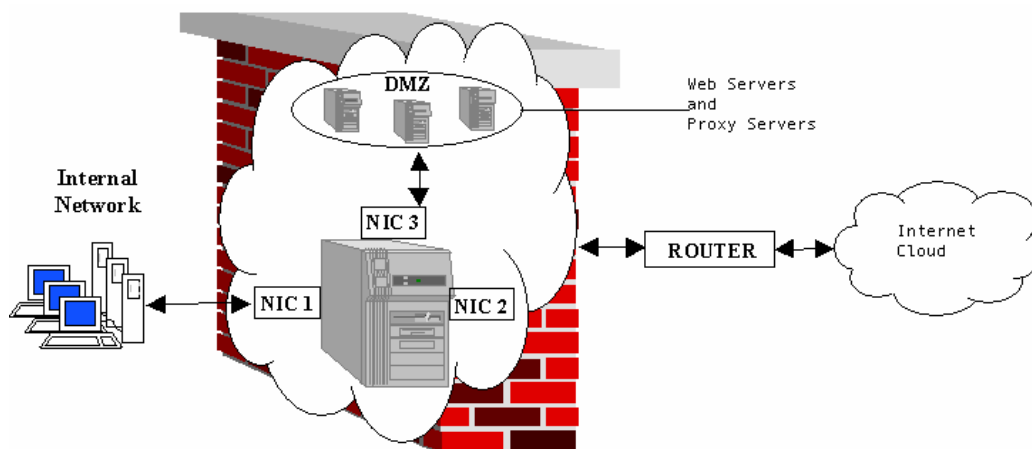 DMZ
Web Servers
and
Proxy Servers
Internal
Network
NIC 3
NIC 1
NIC 2
ROUTER
Internet
Cloud